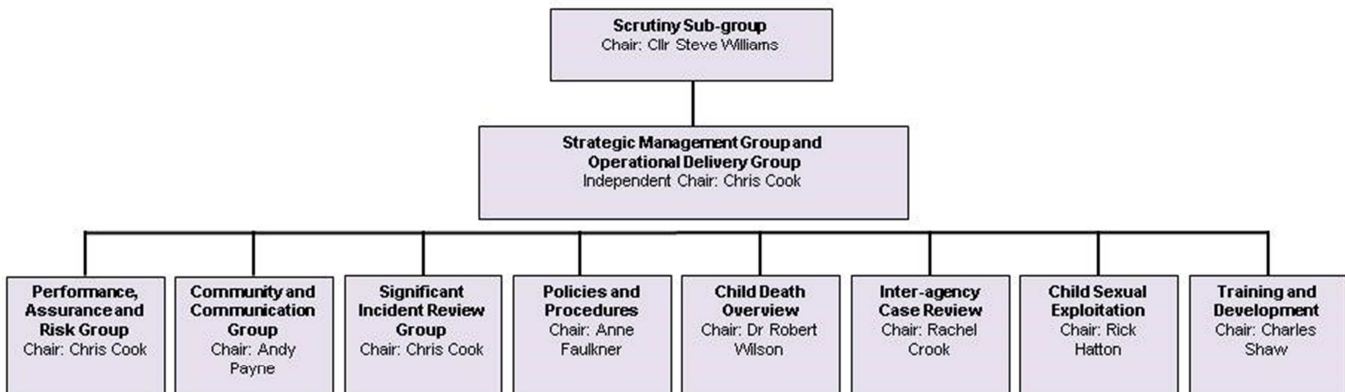 Scrutiny Sub-group
Chair: Cllr Steve Williams
Strategic Management Group and
Operational Delivery Group
Independent Chair: Chris Cook
Performance,
Assurance and
Risk Group
Chair: Chris Cook
Community and
Communication
Group
Chair: Andy
Payne
Significant
Incident Review
Group
Chair: Chris Cook
Policies and
Procedures
Chair: Anne
Faulkner
Child Death
Overview
Chair: Dr Robert
Wilson
Inter-agency
Case Review
Chair: Rachel
Crook
Child Sexual
Exploitation
Chair: Rick
Hatton
Training and
Development
Chair: Charles
Shaw